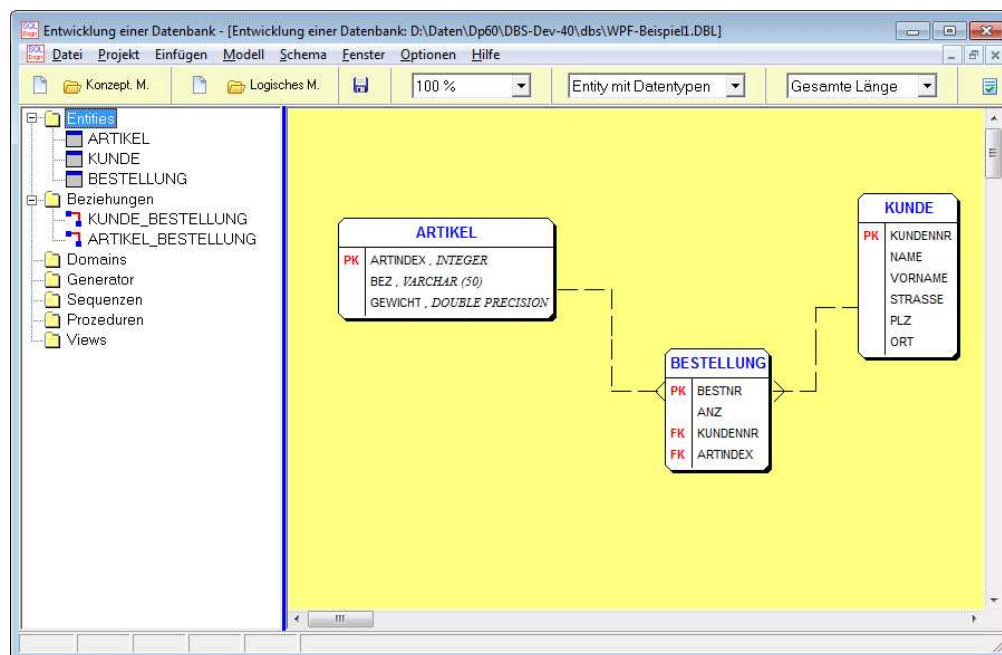 Entwicklung einer Datenbank - [Entwicklung einer Datenbank: D:\Daten\Dp60\DBS-Dev-40\dbs\WPF-Beispiel1.DBL]
Datei Projekt Einfügen Modell Schema Fenster Optionen Hilfe
Konzept. M. Logisches M. 100 % Entity mit Datentypen Gesamte Länge
Entities
ARTIKEL
KUNDE
BESTELLUNG
Beziehungen
KUNDE_BESTELLUNG
ARTIKEL_BESTELLUNG
Domains
Generator
Sequenzen
Prozeduren
Views
ARTIKEL
PK ARTINDEX , INTEGER
BEZ , VARCHAR (50)
GEWICHT , DOUBLE PRECISION
KUNDE
PK KUNDENNR
NAME
VORNAME
STRASSE
PLZ
ORT
BESTELLUNG
PK BESTNR
ANZ
FK KUNDENNR
FK ARTINDEX